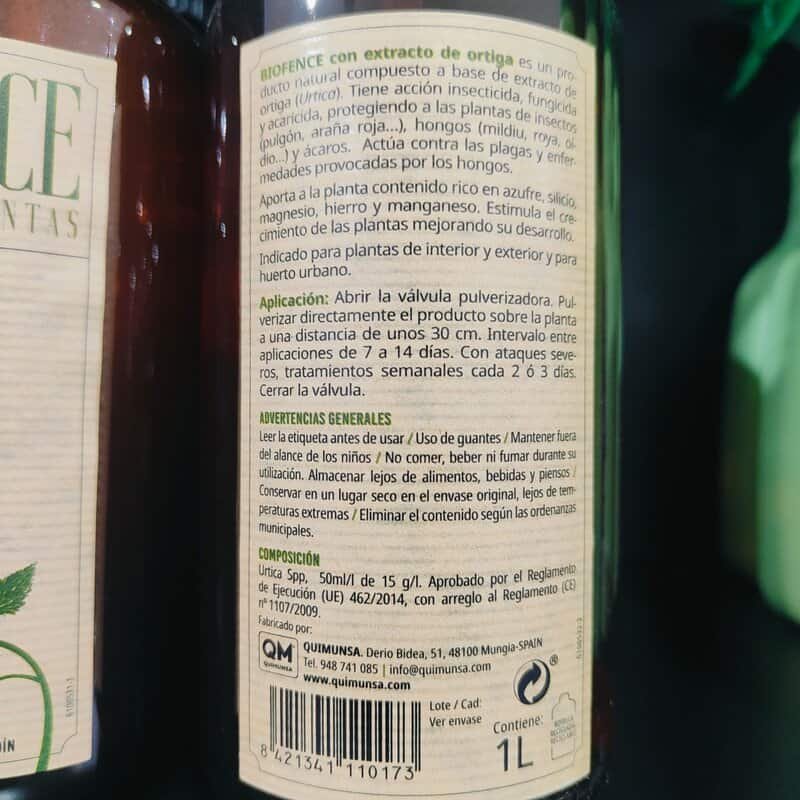 CE
NTAS
DÍN
6100531-3
BIOFENCE con extracto de ortiga es un pro-
ducto natural compuesto a base de extracto de
ortiga (Urtica). Tiene acción insecticida, fungicida
y acaricida, protegiendo a las plantas de insectos
(pulgón, araña roja...), hongos (mildiu, roya, oí-
dio...) y ácaros. Actúa contra las plagas y enfer-
medades provocadas por los hongos.
Aporta a la planta contenido rico en azufre, silicio,
magnesio, hierro y manganeso. Estimula el cre-
cimiento de las plantas mejorando su desarrollo.
Indicado para plantas de interior y exterior y para
huerto urbano.
Aplicación: Abrir la válvula pulverizadora. Pul-
verizar directamente el producto sobre la planta
a una distancia de unos 30 cm. Intervalo entre
aplicaciones de 7 a 14 días. Con ataques seve-
ros, tratamientos semanales cada 2 ó 3 días.
Cerrar la válvula.
ADVERTENCIAS GENERALES
Leer la etiqueta antes de usar / Uso de guantes / Mantener fuera
del alance de los niños / No comer, beber ni fumar durante su
utilización. Almacenar lejos de alimentos, bebidas y piensos /
Conservar en un lugar seco en el envase original, lejos de tem-
peraturas extremas / Eliminar el contenido según las ordenanzas
municipales.
COMPOSICIÓN
Urtica Spp, 50ml/l de 15 g/l. Aprobado por el Reglamento
de Ejecución (UE) 462/2014, con arreglo al Reglamento (CE)
nº 1107/2009.
Fabricado por:
QM
QUIMUNSA
QUIMUNSA. Derio Bidea, 51, 48100 Mungia-SPAIN
Tel. 948 741 085 | info@quimunsa.com
www.quimunsa.com
Lote / Cad:
Ver envase
Contiene:
1L
8 421341 110173